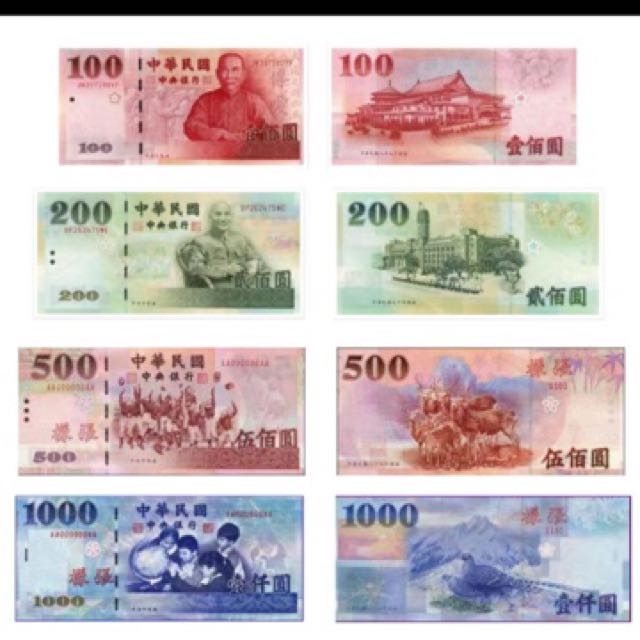 100 中華民國
中央銀行
100 佰圓
100
壹佰圓
200 中華民國
中央銀行
貳佰圓
200
200
貳佰圓
500 中華民國
中央銀行
AA000000AA
樣張
伍佰圓
500
500 樣張
伍佰圓
1000 中華民國
中央銀行
AA000000AA
樣張
壹仟圓
1000
1000 樣張
壹仟圓